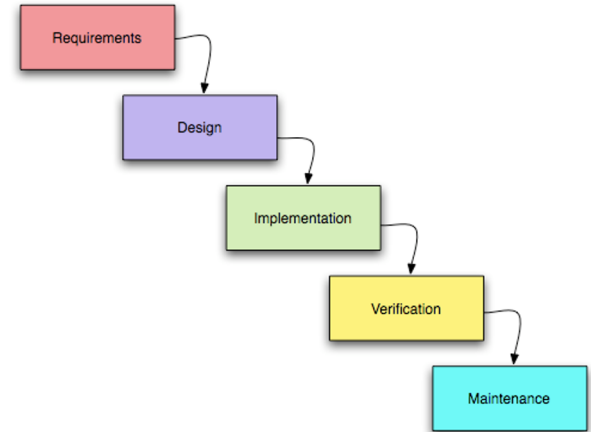 Requirements
Design
Implementation
Verification
Maintenance